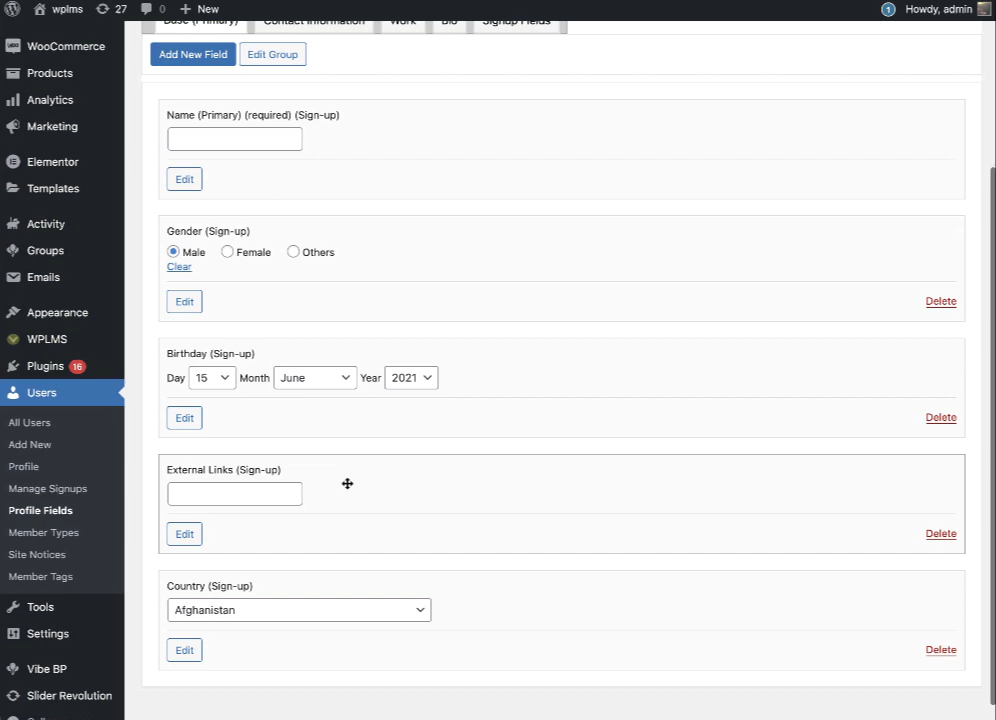 wplms 27 0 + New 1 Howdy, admin
Base (Primary) Contact Information Work Bio Signup Fields
WooCommerce
Products
Analytics
Marketing
Elementor
Templates
Activity
Groups
Emails
Appearance
WPLMS
Plugins 16
Users
All Users
Add New
Profile
Manage Signups
Profile Fields
Member Types
Site Notices
Member Tags
Tools
Settings
Vibe BP
Slider Revolution
Add New Field Edit Group
Name (Primary) (required) (Sign-up)
Edit
Gender (Sign-up)
Male Female Others
Clear
Edit Delete
Birthday (Sign-up)
Day 15 Month June Year 2021
Edit Delete
External Links (Sign-up)
Edit Delete
Country (Sign-up)
Afghanistan
Edit Delete